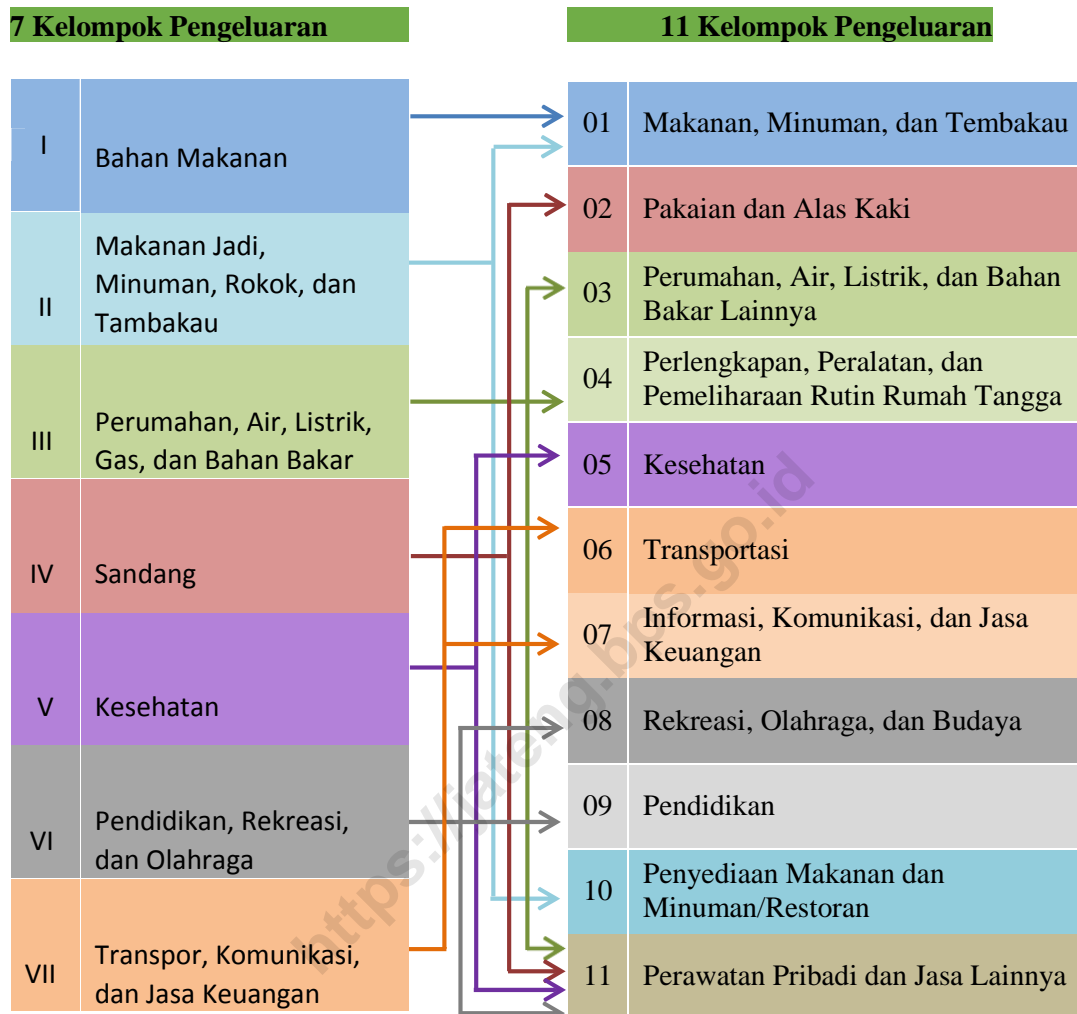 7 Kelompok Pengeluaran
11 Kelompok Pengeluaran
I
Bahan Makanan
II
Makanan Jadi,
Minuman, Rokok, dan
Tambakau
III
Perumahan, Air, Listrik,
Gas, dan Bahan Bakar
IV
Sandang
V
Kesehatan
VI
Pendidikan, Rekreasi,
dan Olahraga
VII
Transpor, Komunikasi,
dan Jasa Keuangan
01
Makanan, Minuman, dan Tembakau
02
Pakaian dan Alas Kaki
03
Perumahan, Air, Listrik, dan Bahan
Bakar Lainnya
04
Perlengkapan, Peralatan, dan
Pemeliharaan Rutin Rumah Tangga
05
Kesehatan
06
Transportasi
07
Informasi, Komunikasi, dan Jasa
Keuangan
08
Rekreasi, Olahraga, dan Budaya
09
Pendidikan
10
Penyediaan Makanan dan
Minuman/Restoran
11
Perawatan Pribadi dan Jasa Lainnya
https://jateng.bps.go.id